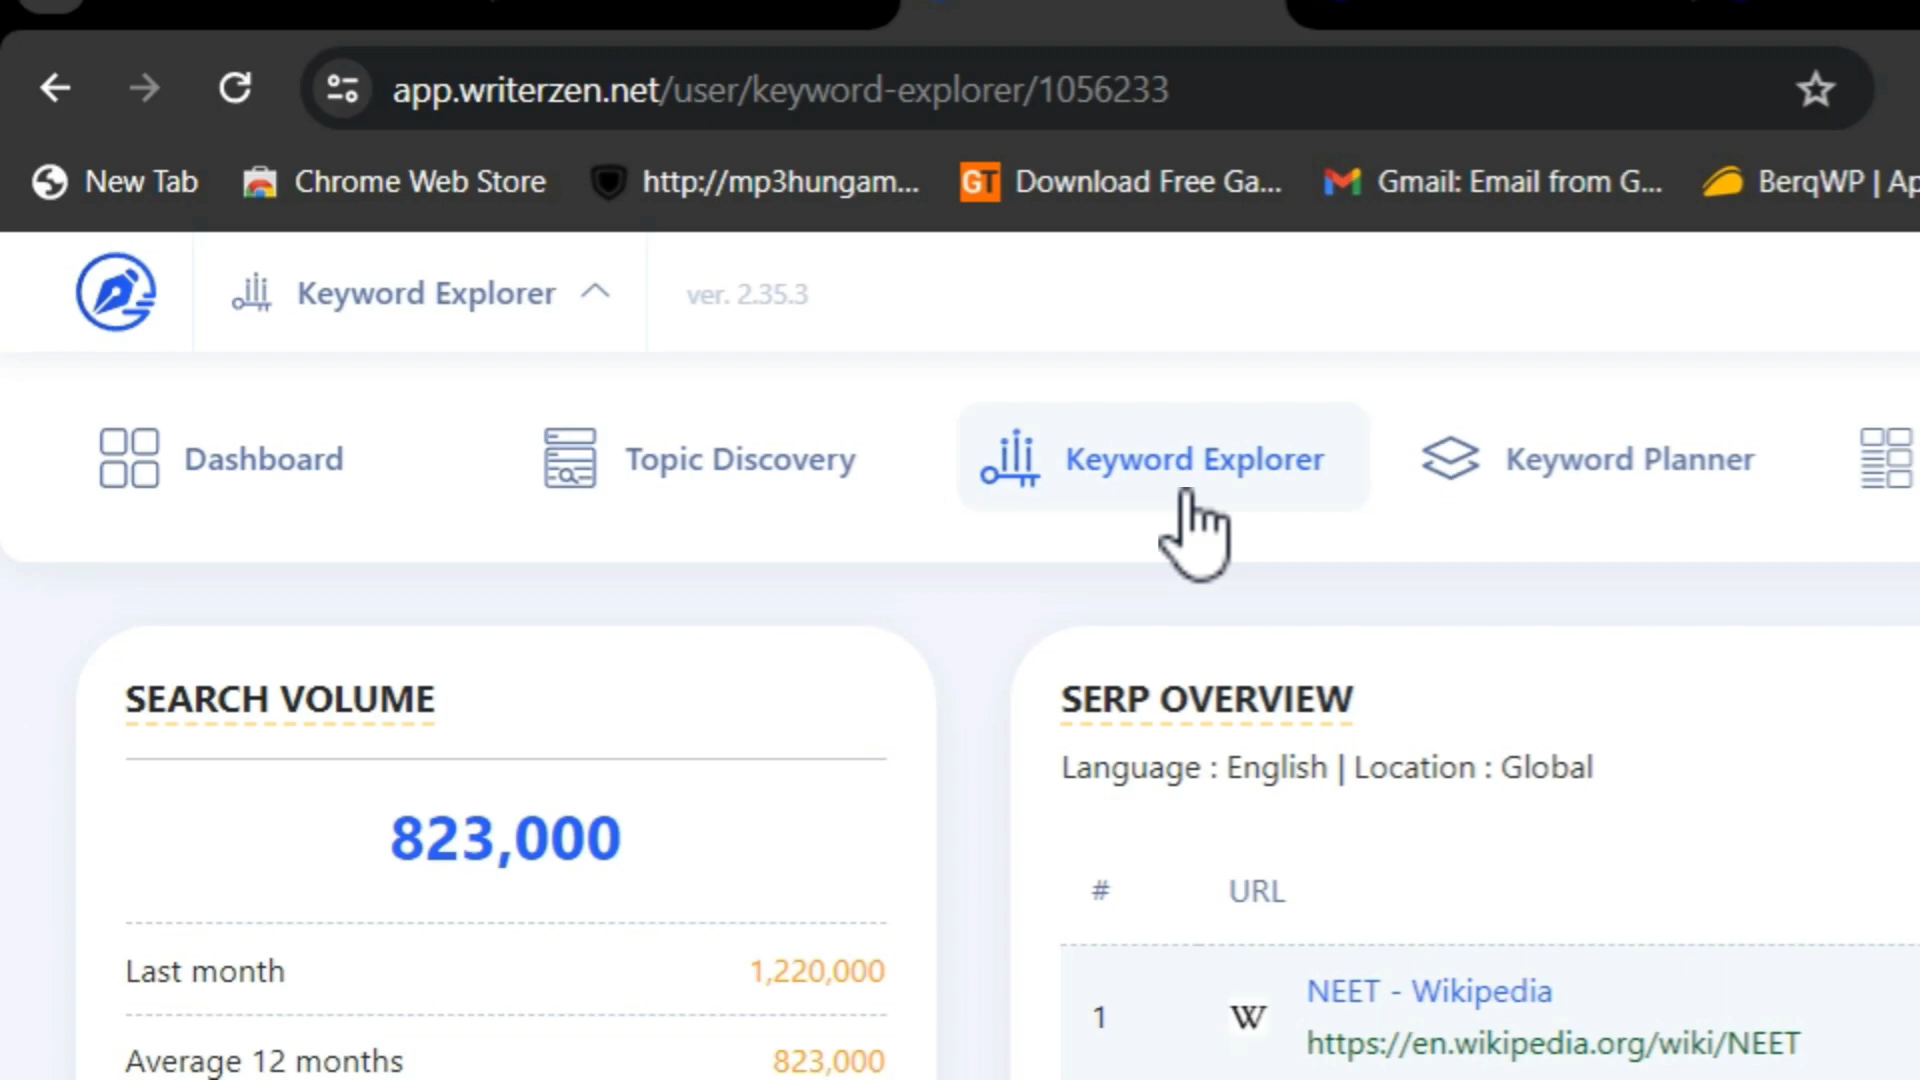 app.writerzen.net/user/keyword-explorer/1056233
New Tab Chrome Web Store http://mp3hungam... GT Download Free Ga... Gmail: Email from G... BerqWP | Ap
Keyword Explorer ver. 2.35.3
Dashboard Topic Discovery Keyword Explorer Keyword Planner
SEARCH VOLUME
823,000
Last month 1,220,000
Average 12 months 823,000
SERP OVERVIEW
Language : English | Location : Global
# URL
1 W NEET - Wikipedia
https://en.wikipedia.org/wiki/NEET